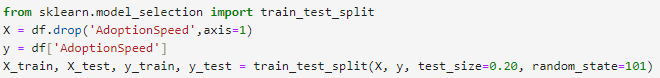 from sklearn.model_selection import train_test_split
X = df.drop('AdoptionSpeed',axis=1)
y = df['AdoptionSpeed']
X_train, X_test, y_train, y_test = train_test_split(X, y, test_size=0.20, random_state=101)